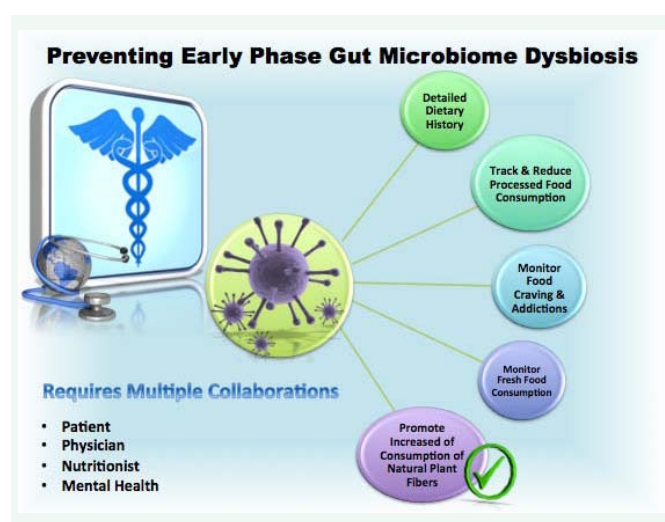 Preventing Early Phase Gut Microbiome Dysbiosis
Detailed
Dietary
History
Track & Reduce
Processed Food
Consumption
Monitor
Food
Craving &
Addictions
Monitor
Fresh Food
Consumption
Promote
Increased of
Consumption of
Natural Plant
Fibers
Requires Multiple Collaborations
• Patient
• Physician
• Nutritionist
• Mental Health